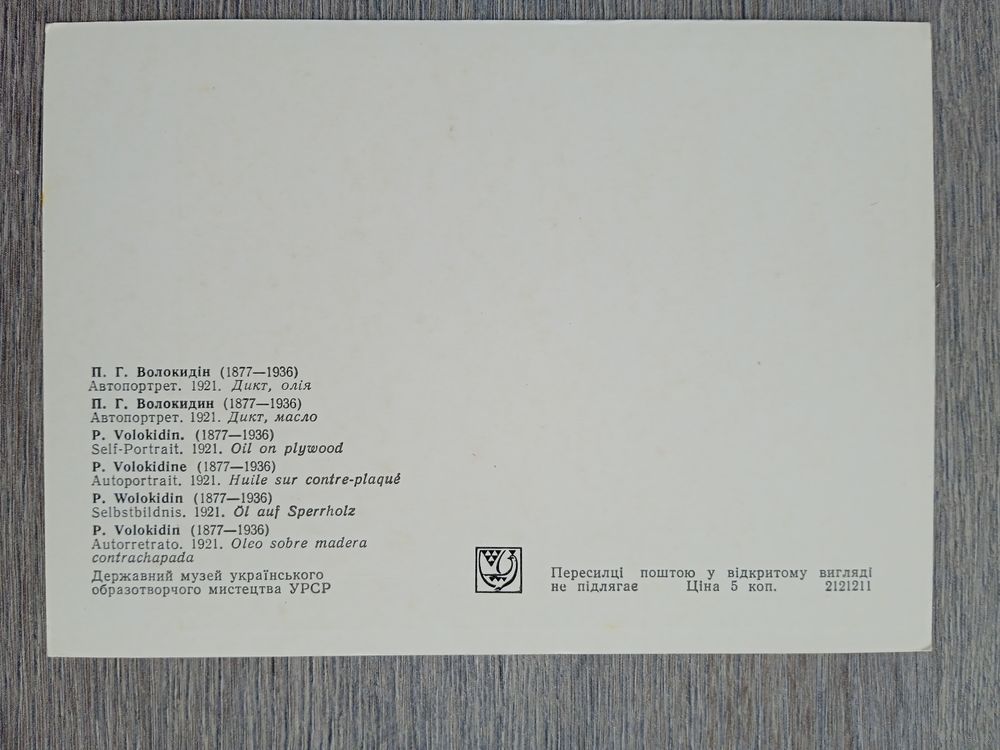 П. Г. Волокидін (1877—1936)
Автопортрет. 1921. Дикт, олія
П. Г. Волокидин (1877—1936)
Автопортрет. 1921. Дикт, масло
P. Volokidin. (1877—1936)
Self-Portrait. 1921. Oil on plywood
P. Volokidine (1877—1936)
Autoportrait. 1921. Huile sur contre-plaqué
P. Wolokidin (1877—1936)
Selbstbildnis. 1921. Öl auf Sperrholz
P. Volokidin (1877—1936)
Autorretrato. 1921. Oleo sobre madera
contrachapada
Державний музей українського
образотворчого мистецтва УРСР
Пересилці поштою у відкритому вигляді
не підлягає Ціна 5 коп. 2121211